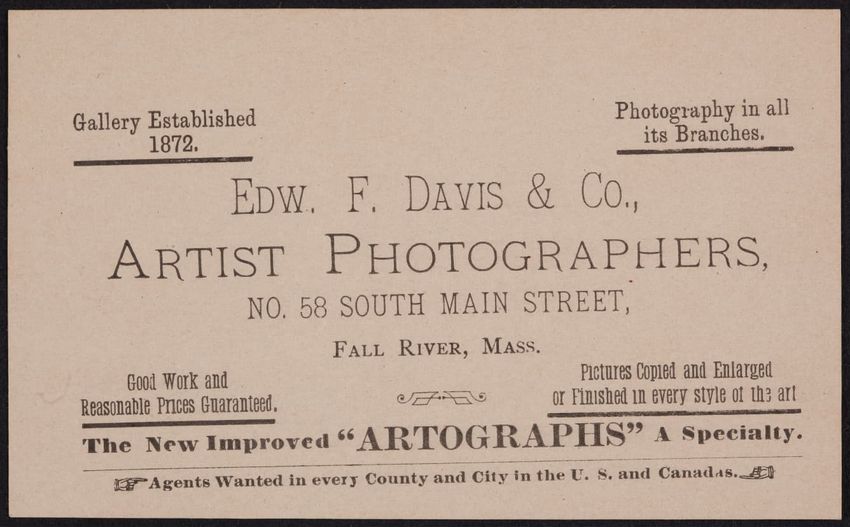 Gallery Established
1872.
Photography in all
its Branches.
EDW. F. DAVIS & CO.,
ARTIST PHOTOGRAPHERS,
NO. 58 SOUTH MAIN STREET,
FALL RIVER, MASS.
Good Work and
Reasonable Prices Guaranteed.
Pictures Copied and Enlarged
or Finished in every style of the art
The New Improved “ARTOGRAPHS” A Specialty.
Agents Wanted in every County and City in the U. S. and Canadas.